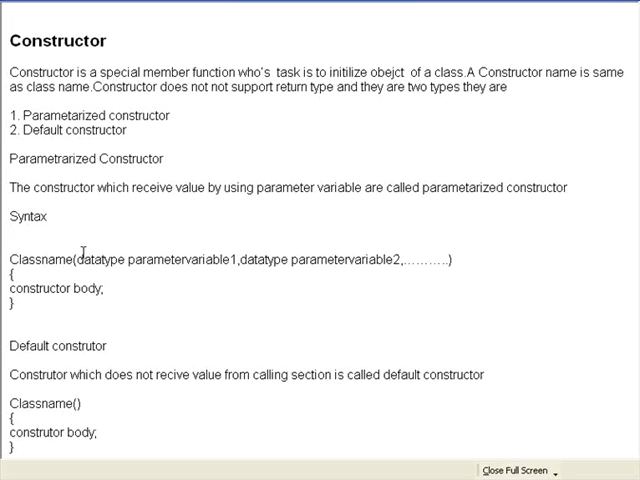 Constructor
Constructor is a special member function who's task is to initilize obejct of a class.A Constructor name is same
as class name.Constructor does not not support return type and they are two types they are
1. Parametarized constructor
2. Default constructor
Parametrarized Constructor
The constructor which receive value by using parameter variable are called parametarized constructor
Syntax
Classname(datatype parametervariable1,datatype parametervariable2,………..)
{
constructor body;
}
Default construtor
Construtor which does not recive value from calling section is called default constructor
Classname()
{
construtor body;
}
Close Full Screen